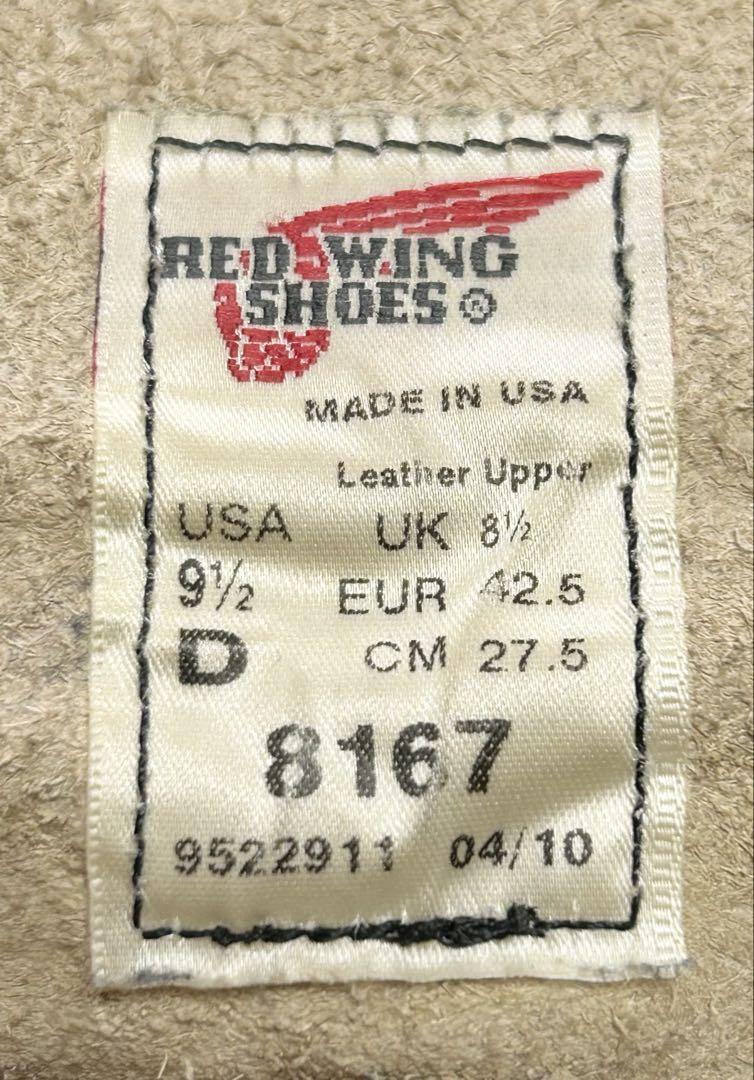 RED WING
SHOES®
MADE IN USA
Leather Upper
USA UK 8½
9½ EUR 42.5
D CM 27.5
8167
9522911 04/10